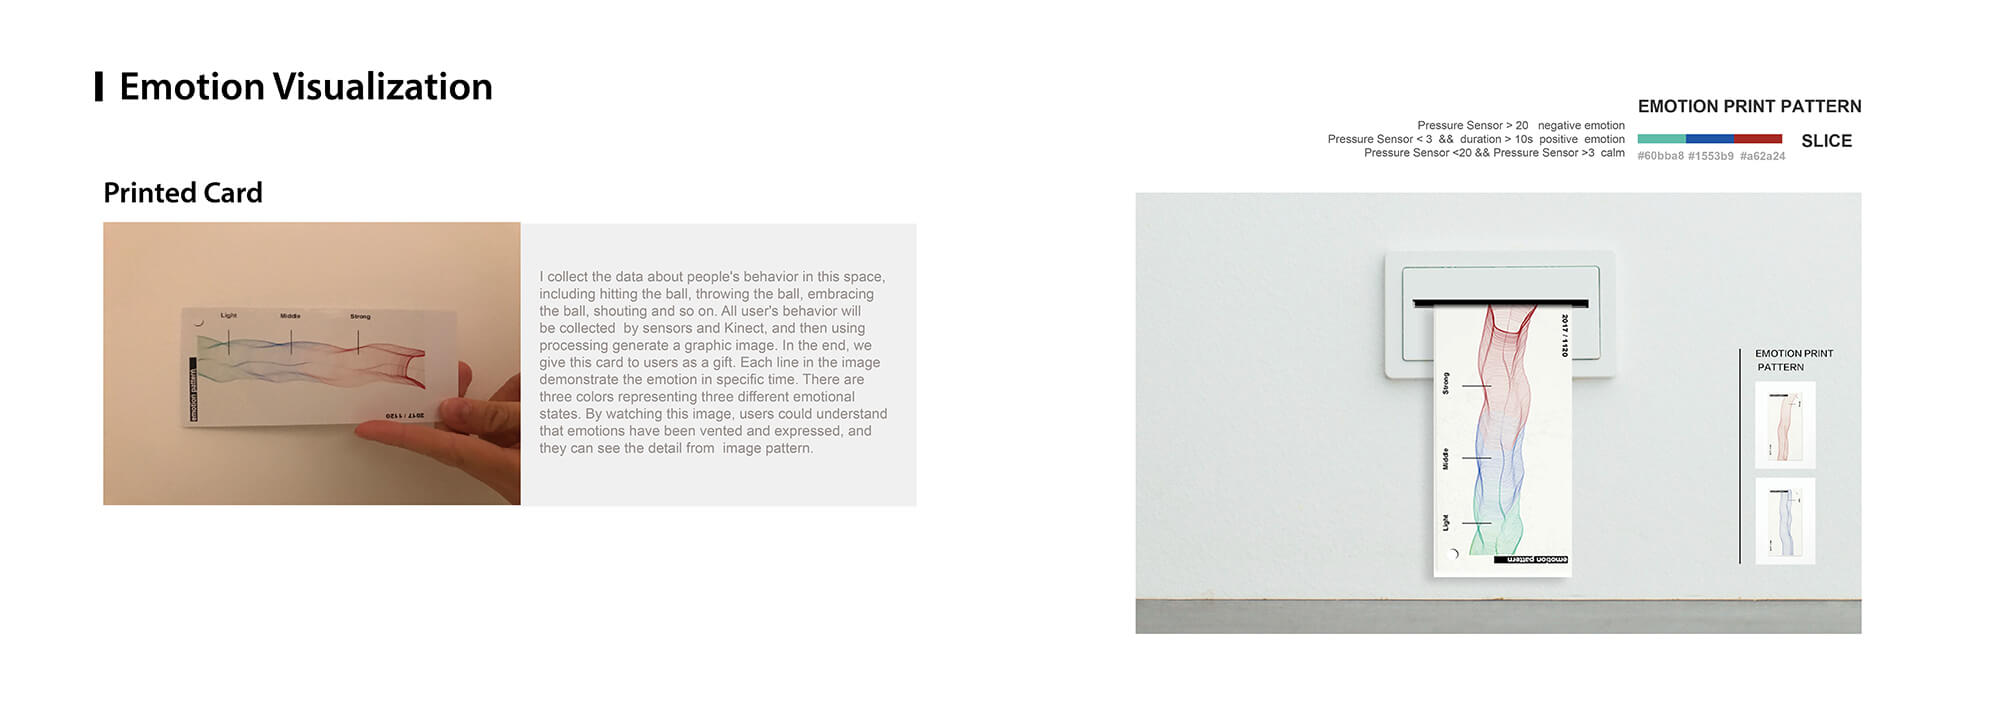 Emotion Visualization
Printed Card
Light Middle Strong
emotion pattern
2017 / 1120
I collect the data about people's behavior in this space,
including hitting the ball, throwing the ball, embracing
the ball, shouting and so on. All user's behavior will
be collected by sensors and Kinect, and then using
processing generate a graphic image. In the end, we
give this card to users as a gift. Each line in the image
demonstrate the emotion in specific time. There are
three colors representing three different emotional
states. By watching this image, users could understand
that emotions have been vented and expressed, and
they can see the detail from image pattern.
EMOTION PRINT PATTERN
Pressure Sensor > 20 negative emotion
Pressure Sensor < 3 && duration > 10s positive emotion
Pressure Sensor <20 && Pressure Sensor >3 calm
SLICE
#60bba8 #1553b9 #a62a24
2017 / 1120
Strong
Middle
Light
emotion pattern
EMOTION PRINT
PATTERN